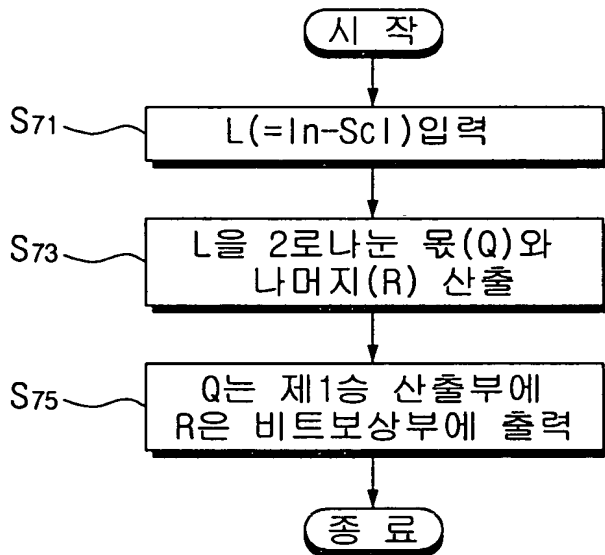 시 작
S71
L(=|n-Sc|)입력
S73
L을 2로나눈 몫(Q)와
나머지(R) 산출
S75
Q는 제1승 산출부에
R은 비트보상부에 출력
종 료